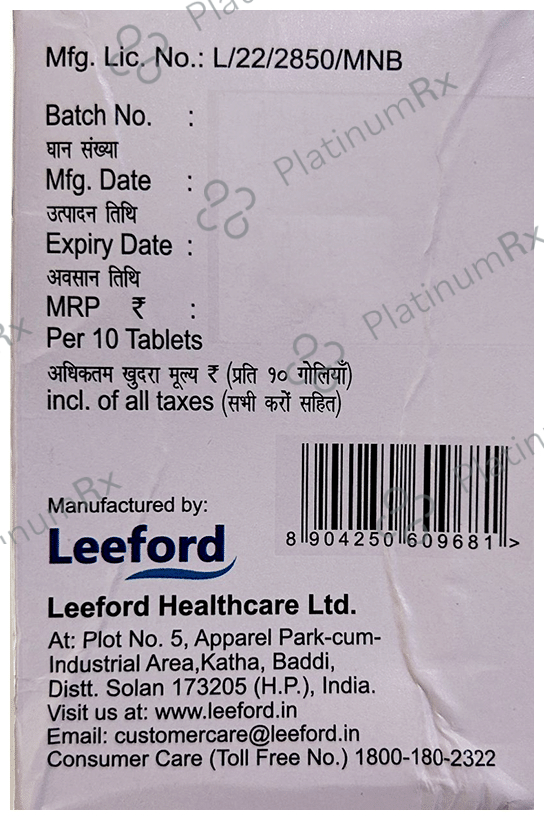 Mfg. Lic. No.: L/22/2850/MNB
Batch No. :
घान संख्या
Mfg. Date :
उत्पादन तिथि
Expiry Date :
अवसान तिथि
MRP ₹ :
Per 10 Tablets
अधिकतम खुदरा मूल्य ₹ (प्रति १० गोलियाँ)
incl. of all taxes (सभी करों सहित)
8 904250 609681 >
Manufactured by:
Leeford
Leeford Healthcare Ltd.
At: Plot No. 5, Apparel Park-cum-
Industrial Area,Katha, Baddi,
Distt. Solan 173205 (H.P.), India.
Visit us at: www.leeford.in
Email: customercare@leeford.in
Consumer Care (Toll Free No.) 1800-180-2322
PlatinumRx
PlatinumRx
PlatinumRx